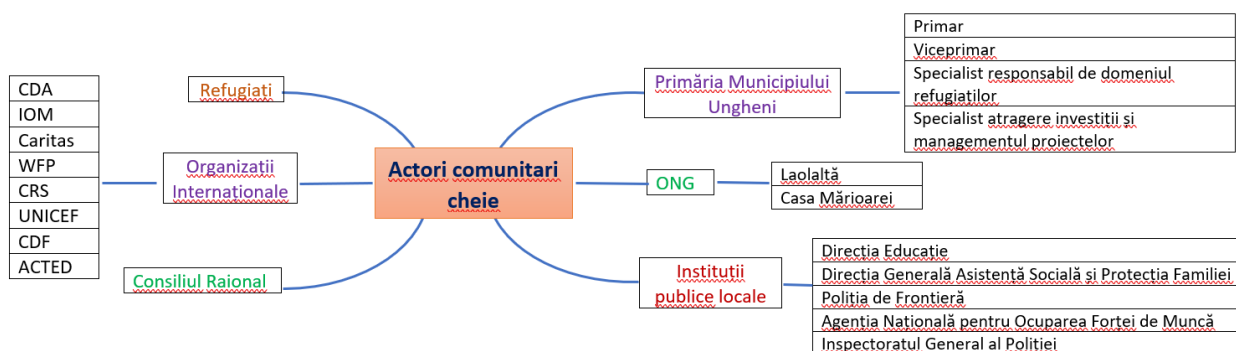 Actori comunitari
cheie
Refugiați
Organizații
Internaționale
CDA
IOM
Caritas
WFP
CRS
UNICEF
CDF
ACTED
Consiliul Raional
Primăria Municipiului
Ungheni
Primar
Viceprimar
Specialist responsabil de domeniul
refugiaților
Specialist atragere investiții și
managementul proiectelor
ONG
Laolaltă
Casa Mărioarei
Instituții
publice locale
Direcția Educație
Direcția Generală Asistență Socială și Protecția Familiei
Poliția de Frontieră
Agenția Națională pentru Ocuparea Forței de Muncă
Inspectoratul General al Poliției